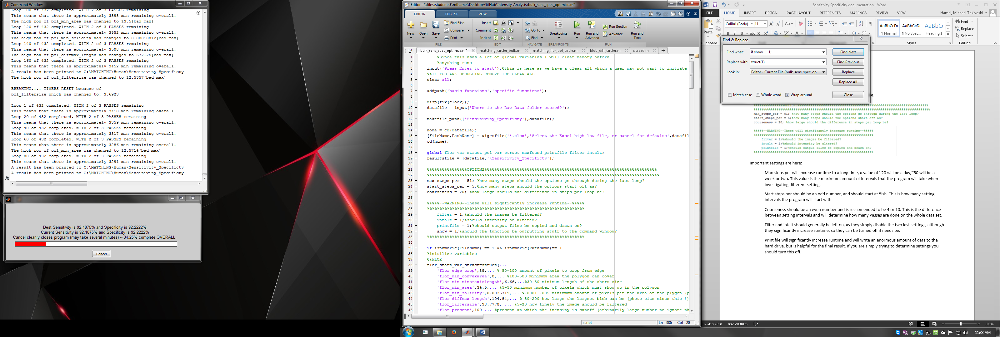 Command Window
Loop 100 of 432 completed. WITH 2 of 3 PASSES remaining
This means that there is approximately 3598 min remaining overall.
The high row of pol_min_area was changed to 13.5[bad max]
Loop 120 of 432 completed. WITH 2 of 3 PASSES remaining
This means that there is approximately 3552 min remaining overall.
The high row of pol_min_solidity was changed to 0.00010812[bad max]
Loop 140 of 432 completed. WITH 2 of 3 PASSES remaining
This means that there is approximately 3508 min remaining overall.
The high row of pol_diffmax_length was changed to 672.25[bad max]
Loop 160 of 432 completed. WITH 2 of 3 PASSES remaining
This means that there is approximately 3452 min remaining overall.
A result has been printed to C:\MATCHING\Human\Sensitivity_Specificty
The high row of pol_filtersize was changed to 12.5357[bad max]
BREAKING.... TIMERS RESET because of
pol_filtersize which was changed to: 3.6923
Loop 1 of 432 completed. WITH 2 of 3 PASSES remaining
This means that there is approximately 3410 min remaining overall.
Loop 20 of 432 completed. WITH 2 of 3 PASSES remaining
This means that there is approximately 3359 min remaining overall.
Loop 40 of 432 completed. WITH 2 of 3 PASSES remaining
This means that there is approximately 3317 min remaining overall.
Loop 60 of 432 completed. WITH 2 of 3 PASSES remaining
This means that there is approximately 3286 min remaining overall.
The high row of pol_min_area was changed to 12.5714[bad max]
Loop 80 of 432 completed. WITH 2 of 3 PASSES remaining
This means that there is approximately 3291 min remaining overall.
A result has been printed to C:\MATCHING\Human\Sensitivity_Specificty
A result has been printed to C:\MATCHING\Human\Sensitivity_Specificty
fx
Best Sensitivity is 92.1875% and Specificity is 92.2222%
Current Sensitivity is 92.1875% and Specificity is 92.2222%
Cancel cleanly closes program (may take several minutes) -- 34.25% complete OVERALL.
Cancel
Editor - \\files\students$\mthamel\Desktop\GitHub\Intensity-Analysis\bulk_sens_spec_optimize.m*
EDITOR PUBLISH VIEW
New Open Save Find Files Compare Print
Insert fx Comment Indent
Go To Find
Breakpoints Run Run and Advance Run Section Advance Run and Time
FILE EDIT NAVIGATE BREAKPOINTS RUN
+3 bulk_sens_spec_optimize.m* matching_circler_bulk.m matching_flor_pol_circle.m blob_diff_circler.m xlsread.m
1 %Since this uses a lot of global variables I will clear memory before
2 %anything runs
3 input('Press Enter to start');%this is here as we have a clear all which a user may not want to initiate
4 %%IF YOU ARE DEBUGGING REMOVE THE CLEAR ALL
5 clear all;
6
7 addpath('basic_functions','specific_functions');
8
9 disp(fix(clock));
10 datafile = input('Where is the Raw Data folder stored?');
11
12 makefile_path({'Sensitivity_Specificty'},datafile);
13
14 home = cd(datafile);
15 [FileName,PathName] = uigetfile('*.xlsx','Select the Excel high_low file, or cancel for defaults',datafil
16 cd(home);
17
18 global flor_var_struct pol_var_struct maxfound printfile filter intalt;
19 resultsfile = [datafile,'\Sensitivity_Specificty'];
20
21 %%%%%%%%%%%%%%%%OPTIONS%%%%%%%%%%%%%%%%%%%%%%%%%%%%%%%%%%%%%%%%%%%%%%%%%%%%%%%%%%%%%%%%%%%%%%%
22 %%%%%%%%%%%%%%%%%%%%%%%%%%%%%%%%%%%%%%%%%%%%%%%%%%%%%%%%%%%%%%%%%%%%%%%%%%%%%%%%%%%%%%%%%%%%%%%
23 max_steps_per = 51; %how many steps should the options go through during the last loop?
24 start_steps_per = 5;%how many steps should the options start off as?
25 courseness = 20; %how large should the difference in steps per loop be?
26
27 %%%%%~~WARNING--These will signficantly increase runtime~~%%%%%
28 %%%%%%%%%%%%%%%%%%%%%%%%%%%%%%%%%%%%%%%%%%%%%%%%%%%%%%%%%%%%%%%
29 filter = 1;%should the images be filtered?
30 intalt = 1;%should intensity be altered?
31 printfile = 1;%should output files be copied and drawn on?
32 show = 1;%should the function be outputting stuff to the command window?
33 %%%%%%%%%%%%%%%%%%%%%%%%%%%%%%%%%%%%%%%%%%%%%%%%%%%%%%%%%%%%%%%
34
35 if isnumeric(FileName) == 1 && isnumeric(PathName)== 1
36 %initilize variables
37 %%FLOR
38 flor_start_var_struct=struct(...
39 'flor_edge_crop',89,... % 50-100 amount of pixels to crop from edge
40 'flor_min_convexarea',0,... %100-500 minimum area the polygon can cover
41 'flor_min_minoraxislength',6.66,...%30-50 minimum length of the short size
42 'flor_min_area',34.5,... %5-50 minimum number of pixels which must show up in the polygon
43 'flor_min_solidity',0.0036719,... %.0001-.005 minimmum amount of pixels per the area of the plygon (p
44 'flor_diffmax_length',104.84,... % 50-200 how large the largest blob can be (photo size minus this #)
45 'flor_filtersize',38.7778, ... %5-20 how finely the image should be filtered
46 'flor_precent',100 ... %precent at which the inensity is cutoff (arbitarily large number to ignore th
script Ln 386 Col 20
Sensitivity Specificity documentation - Word
FILE HOME INSERT DESIGN PAGE LAYOUT REFERENCES MAILINGS REVIEW VIEW Hamel, Michael Tokiyoshi
Paste Calibri (Body) 11
AaBbCcDc AaBbCcDc AaBbCc
¶ Normal ¶ No Spac... Heading 1
Find Replace Select
Clipboard Styles Editing
Find & Replace
Find what: if show ==1; Find Next
Replace with: struct(1) Find Previous
Look in: Editor - Current File (bulk_sens_spec_op... Replace
Replace All
Match case Whole word Wrap around Close
e.
%%%%%%%%%%%%%%%%OPTIONS%%%%%%%%%%%%%%%%%%%%%%%%%%%%%%%%%%%%%%%%%%%%%%%%%%%%%%%%%%%%%%%%%%%%%%%
%%%%%%%%%%%%%%%%%%%%%%%%%%%%%%%%%%%%%%%%%%%%%%%%%%%%%%%%%%%%%%%%%%%%%%%%%%%%%%%%%%%%%%%%%%%%%%%
max_steps_per = 51; %how many steps should the options go through during the last loop?
start_steps_per = 5;%how many steps should the options start off as?
courseness = 20; %how large should the difference in steps per loop be?
%%%%%~~WARNING--These will signficantly increase runtime~~%%%%%
%%%%%%%%%%%%%%%%%%%%%%%%%%%%%%%%%%%%%%%%%%%%%%%%%%%%%%%%%%%%%%%
filter = 1;%should the images be filtered?
intalt = 1;%should intensity be altered?
printfile = 1;%should output files be copied and drawn on?
%%%%%%%%%%%%%%%%%%%%%%%%%%%%%%%%%%%%%%%%%%%%%%%%%%%%%%%%%%%%%%%
Important settings are here:
Max steps per will increase runtime to a long time, a value of ~20 will be a day,~50 will be a
week or two. This value is the maximum amount of intervals that the program will take when
investigating different settings
Start steps per should be an odd number, and should start at 5ish. This is how many setting
intervals the program will start with
Courseness should be an even number and is reccomended to be 4 or 10. This is the difference
between setting intervals and will determine how many Passes are done on the whole data set.
Filter and intalt should generally be left on, as they simply disable the two last settings, although
they significantly increase runtime, so they can be turned off if needs be.
Print file will significantly increase runtime and will write an enormous amount of data to the
hard drive, but is helpful for the final result. If you are simply trying to determine settings you
should turn this off.
PAGE 3 OF 8 832 WORDS 100%
11:33 AM